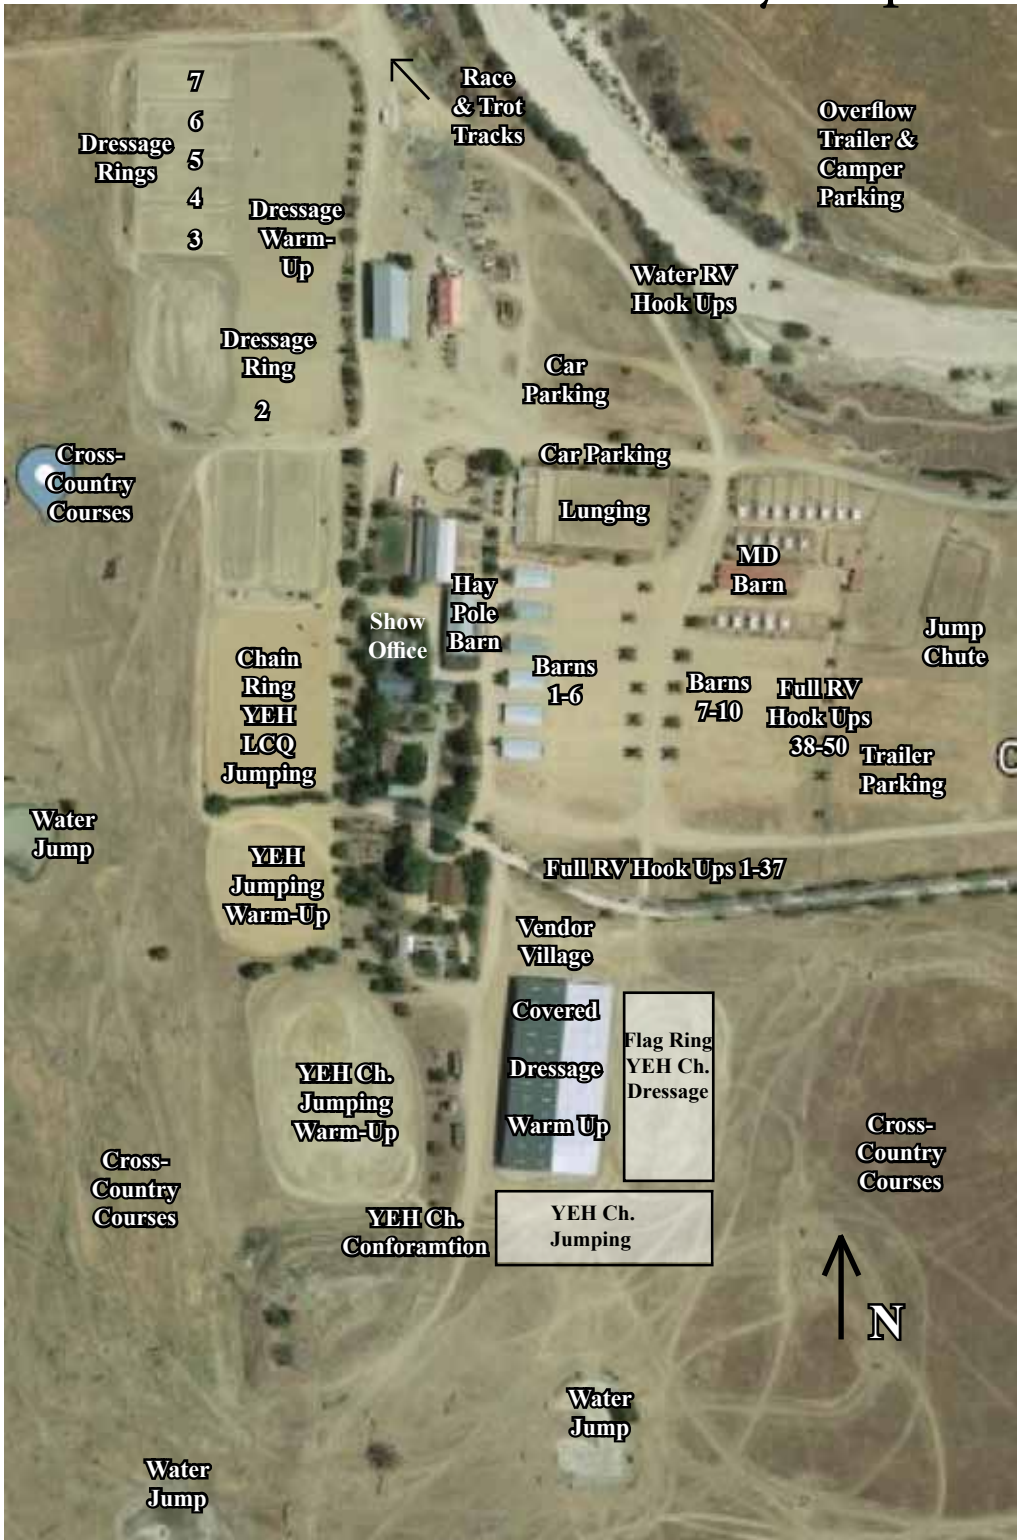 7
6
5
4
3
Dressage
Rings
Race
& Trot
Tracks
Overflow
Trailer &
Camper
Parking
Dressage
Warm-
Up
Water RV
Hook Ups
Dressage
Ring
2
Car
Parking
Car Parking
Cross-
Country
Courses
Lunging
MD
Barn
Hay
Pole
Barn
Show
Office
Jump
Chute
Chain
Ring
YEH
LCQ
Jumping
Barns
1-6
Barns
7-10
Full RV
Hook Ups
38-50
Trailer
Parking
Water
Jump
YEH
Jumping
Warm-Up
Full RV Hook Ups 1-37
Vendor
Village
Covered
Dressage
Warm Up
Flag Ring
YEH Ch.
Dressage
YEH Ch.
Jumping
Warm-Up
Cross-
Country
Courses
Cross-
Country
Courses
YEH Ch.
Conforamtion
YEH Ch.
Jumping
N
Water
Jump
Water
Jump